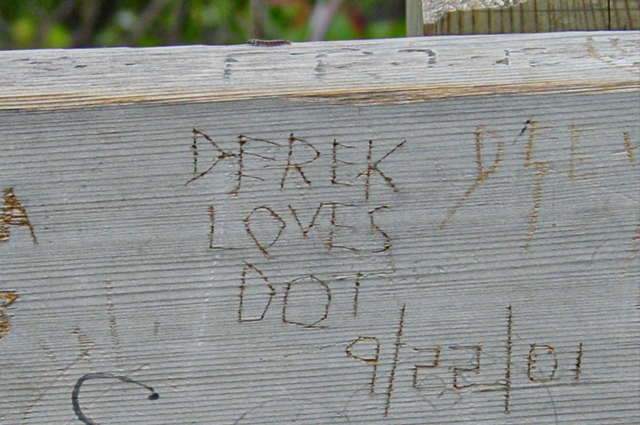 DEREK
LOVES
DOT
9/22/01
A